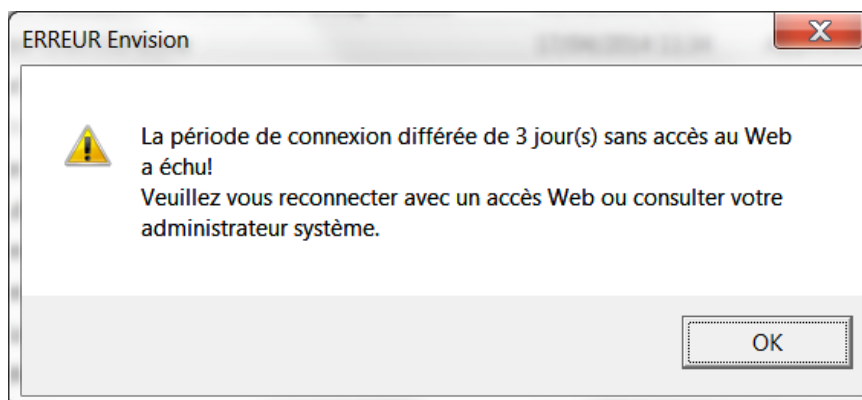 ERREUR Envision
La période de connexion différée de 3 jour(s) sans accès au Web
a échu!
Veuillez vous reconnecter avec un accès Web ou consulter votre
administrateur système.
OK